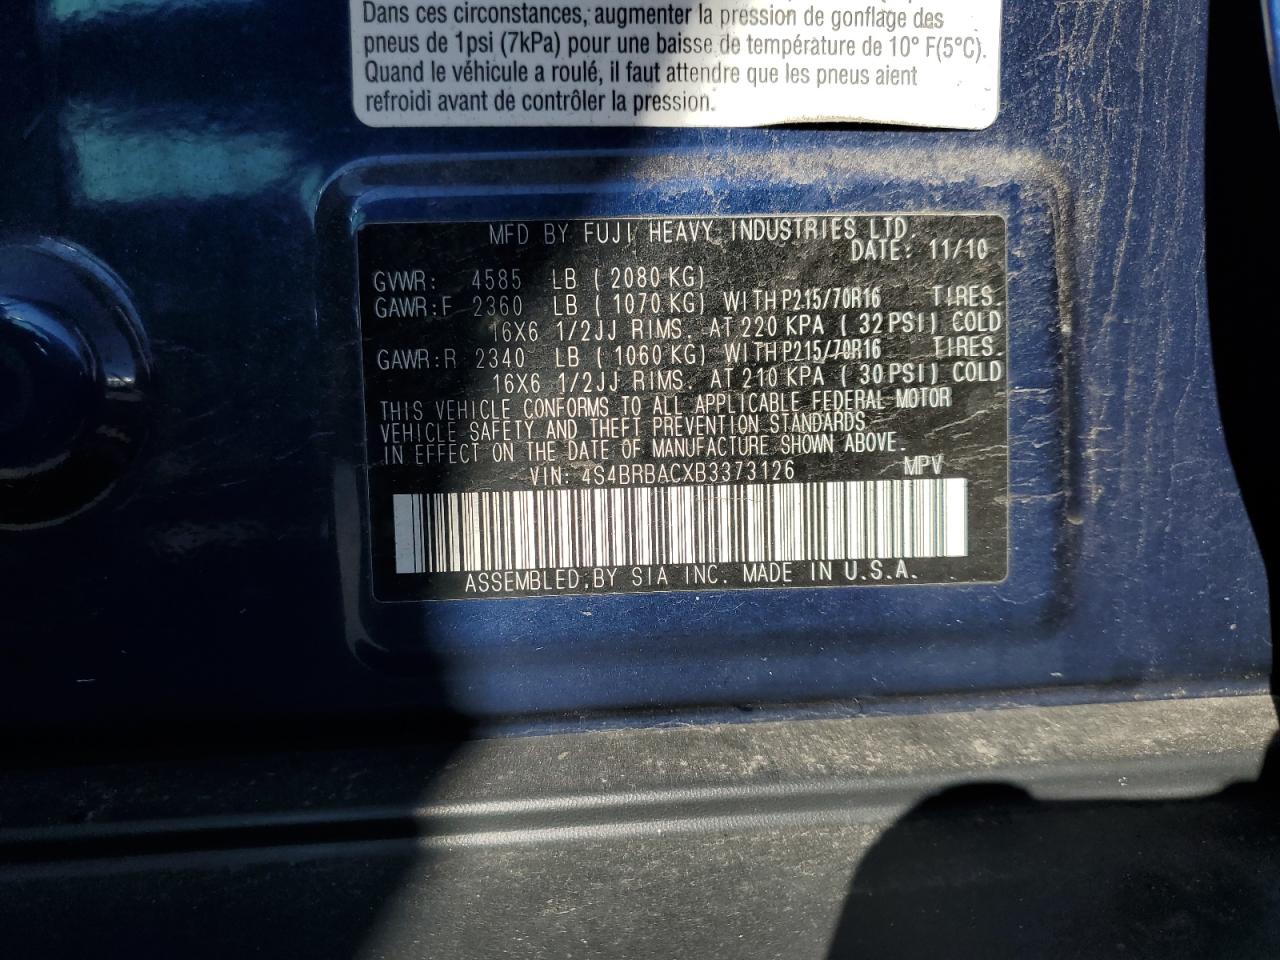 Dans ces circonstances, augmenter la pression de gonflage des
pneus de 1psi (7kPa) pour une baisse de température de 10° F(5°C).
Quand le véhicule a roulé, il faut attendre que les pneus aient
refroidi avant de contrôler la pression.
MFD BY FUJI HEAVY INDUSTRIES LTD.
DATE: 11/10
GVWR: 4585 LB ( 2080 KG)
GAWR:F 2360 LB ( 1070 KG) WITH P215/70R16 TIRES.
16X6 1/2JJ RIMS. AT 220 KPA ( 32 PSI) COLD
GAWR:R 2340 LB ( 1060 KG) WITH P215/70R16 TIRES.
16X6 1/2JJ RIMS. AT 210 KPA ( 30 PSI) COLD
THIS VEHICLE CONFORMS TO ALL APPLICABLE FEDERAL MOTOR
VEHICLE SAFETY AND THEFT PREVENTION STANDARDS
IN EFFECT ON THE DATE OF MANUFACTURE SHOWN ABOVE.
VIN: 4S4BRBACXB3373126 MPV
ASSEMBLED BY SIA INC. MADE IN U.S.A.